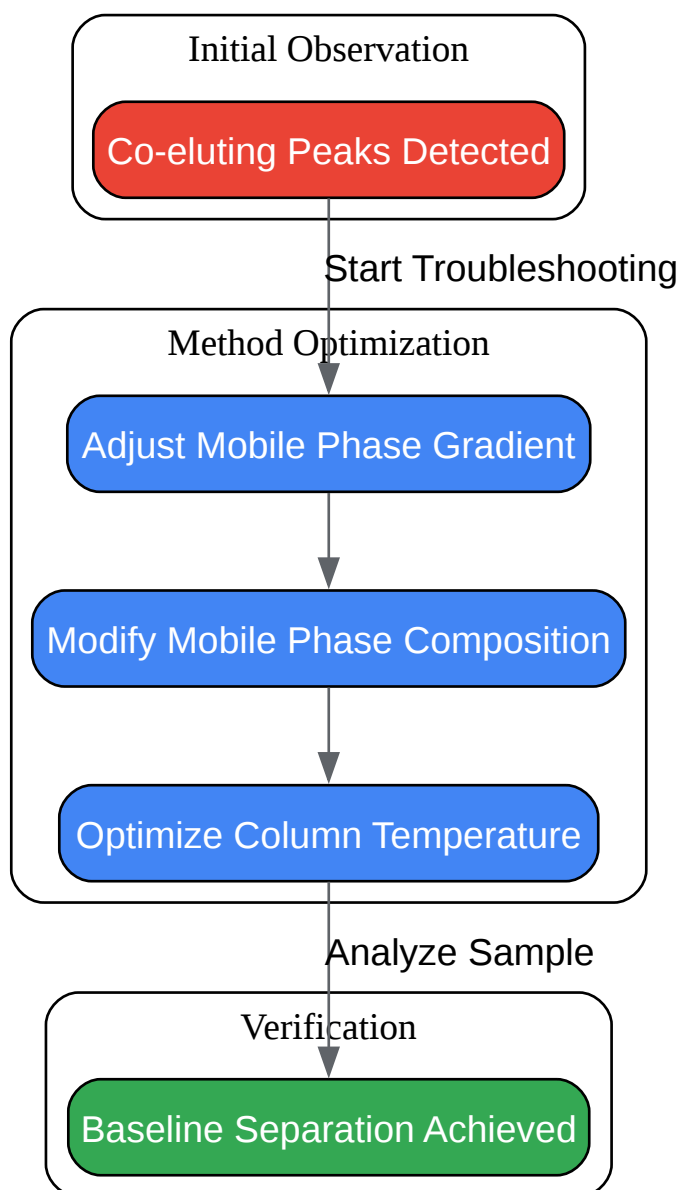 Initial Observation
Co-eluting Peaks Detected
Start Troubleshooting
Method Optimization
Adjust Mobile Phase Gradient
Modify Mobile Phase Composition
Optimize Column Temperature
Analyze Sample
Verification
Baseline Separation Achieved